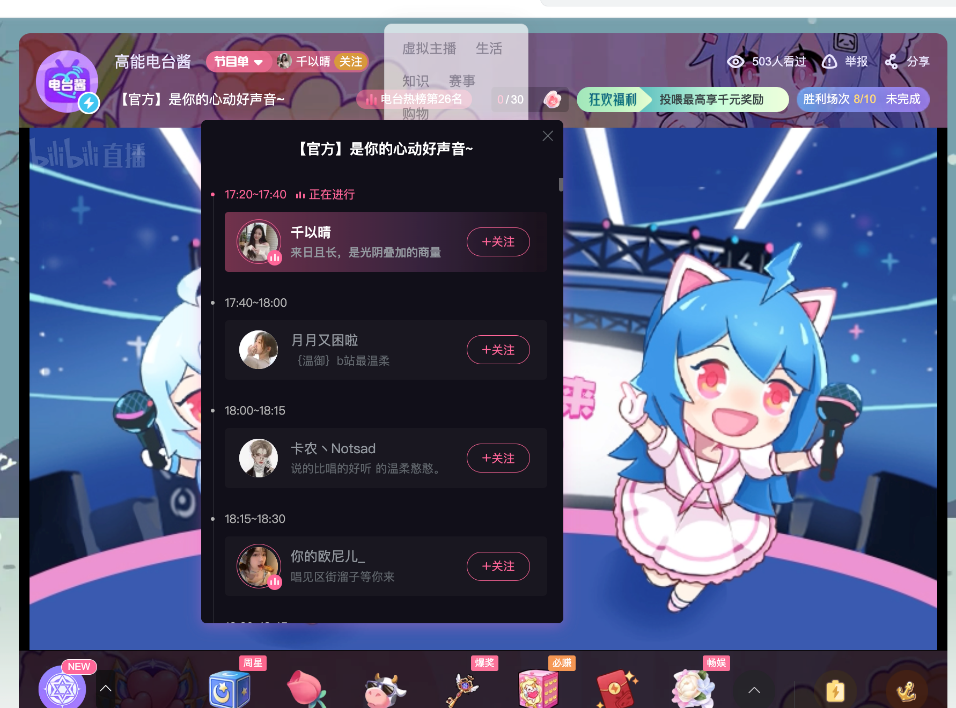 虚拟主播 生活
知识 赛事
购物
高能电台酱
节目单 千以晴 关注
503人看过 举报 分享
电台酱
【官方】是你的心动好声音~
电台热榜第26名
0/30
狂欢福利 投喂最高享千元奖励
胜利场次 8/10 未完成
bilibili 直播
【官方】是你的心动好声音~
17:20~17:40 正在进行
千以晴
来日且长，是光阴叠加的商量
+关注
17:40~18:00
月月又困啦
｛温御｝b站最温柔
+关注
18:00~18:15
卡农丶Notsad
说的比唱的好听 的温柔憨憨。
+关注
18:15~18:30
你的欧尼儿_
唱见区街溜子等你来
+关注
来
NEW
周星
爆奖
必赚
畅娱